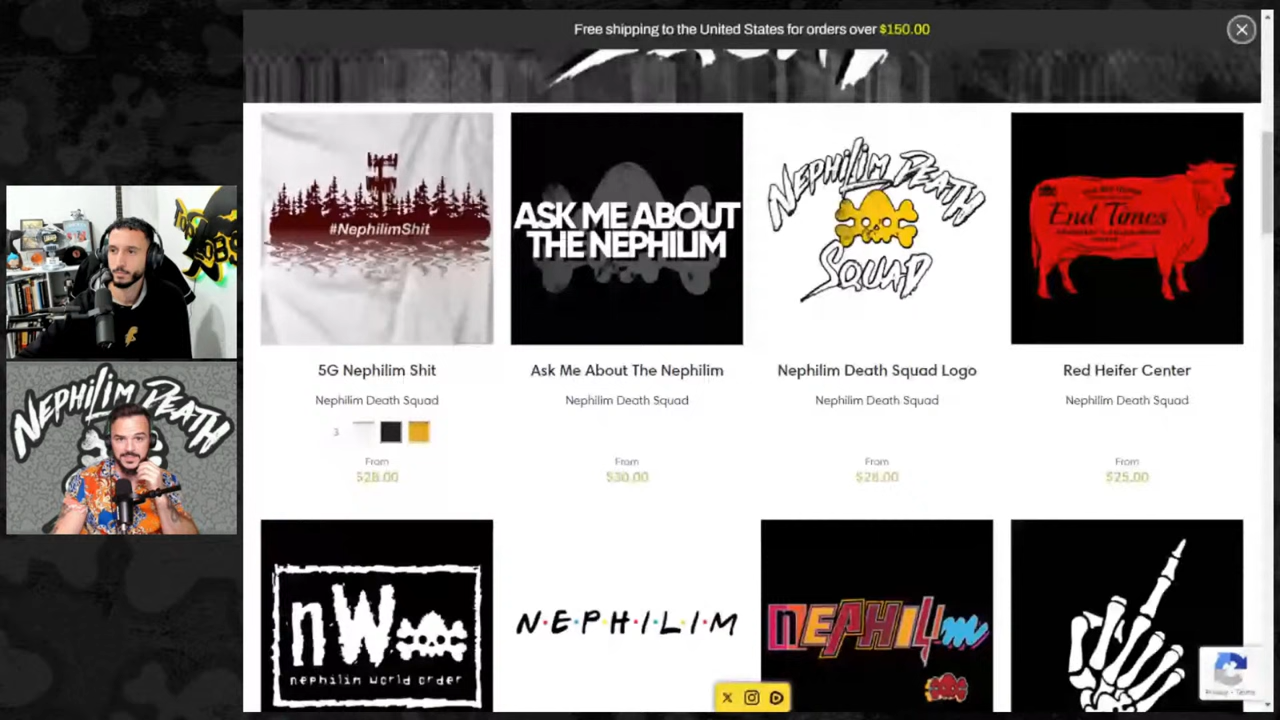 Free shipping to the United States for orders over $150.00
#NephilimShit
ASK ME ABOUT
THE NEPHILIM
NEPHILIM DEATH
SQUAD
End Times
5G Nephilim Shit
Ask Me About The Nephilim
Nephilim Death Squad Logo
Red Heifer Center
Nephilim Death Squad
Nephilim Death Squad
Nephilim Death Squad
Nephilim Death Squad
3
From
From
From
From
$28.00
$30.00
$28.00
$25.00
NEPHILIM DEATH
nW
nephilim world order
N·E·P·H·I·L·I·M
NEPHILIM
Privacy - Terms